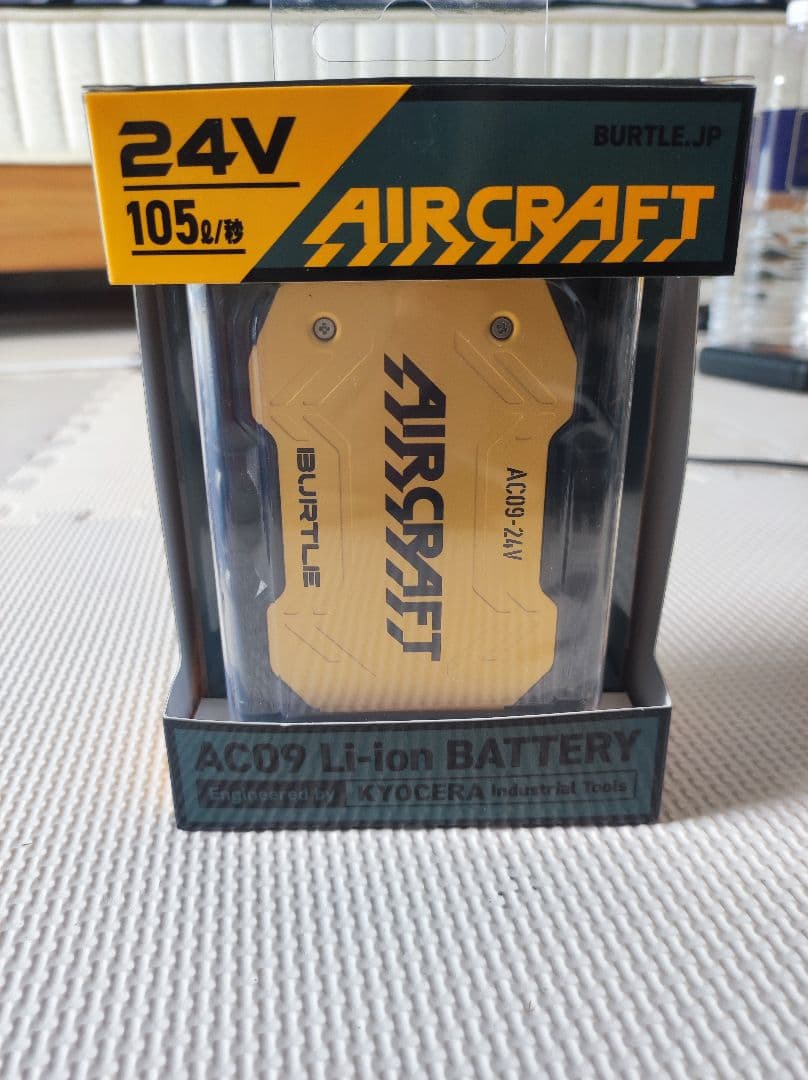 24V
105ℓ/秒
BURTLE.JP
AIRCRAFT
BURTLE
AIRCRAFT
AC09-24V
AC09 Li-ion BATTERY
Engineered by KYOCERA Industrial Tools